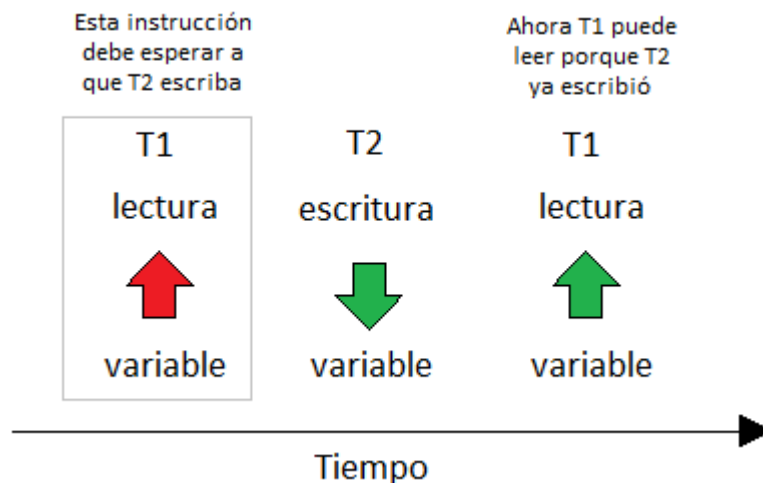 Esta instrucción
debe esperar a
que T2 escriba
Ahora T1 puede
leer porque T2
ya escribió
T1
T2
T1
lectura
escritura
lectura
variable
variable
variable
Tiempo